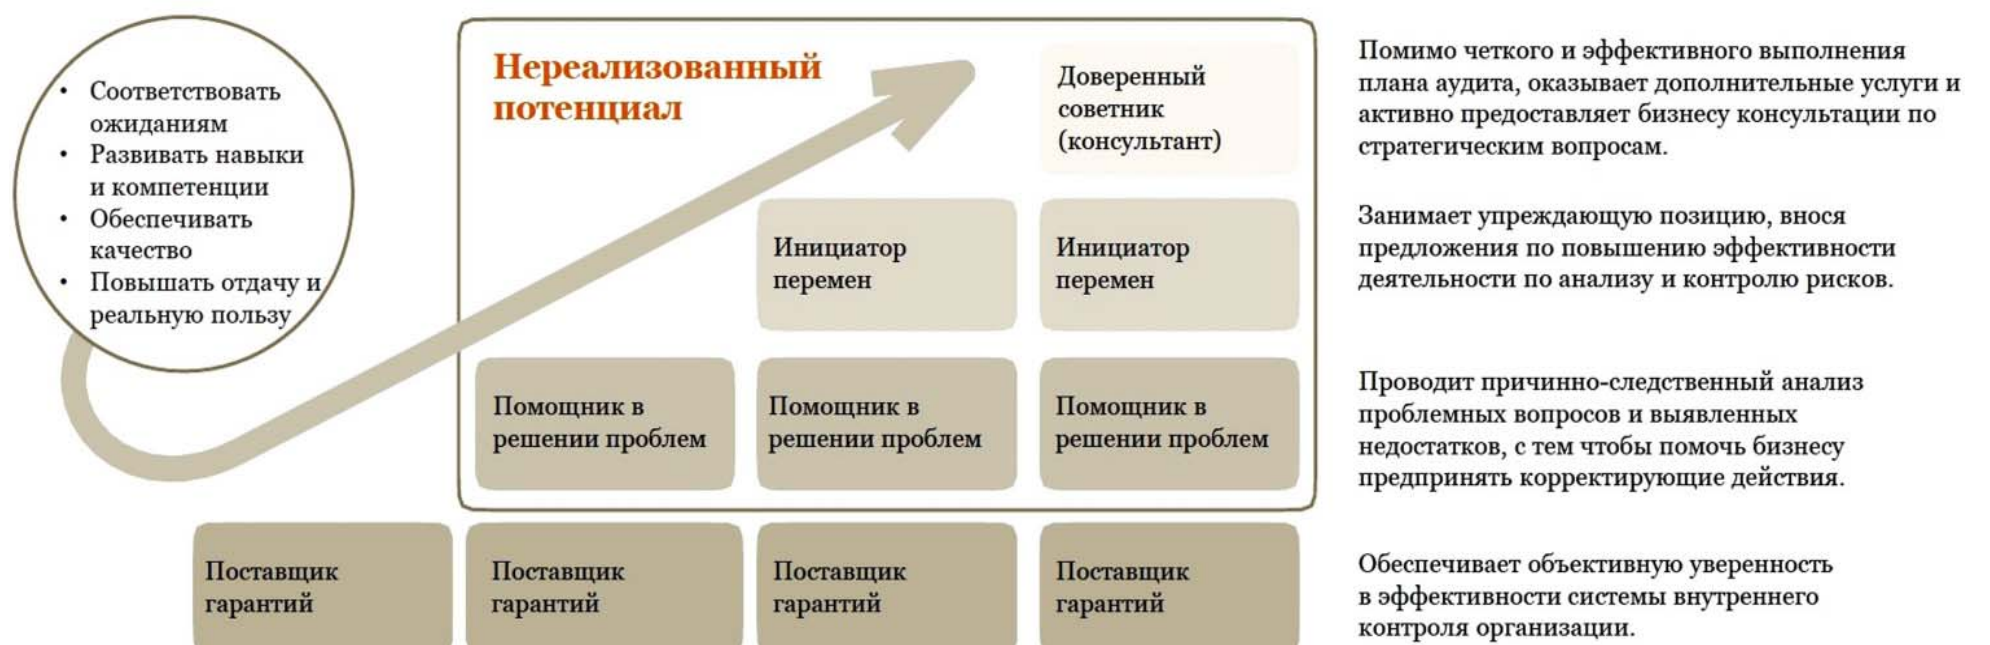 • Соответствовать
ожиданиям
• Развивать навыки
и компетенции
• Обеспечивать
качество
• Повышать отдачу и
реальную пользу
Нереализованный
потенциал
Доверенный
советник
(консультант)
Помимо четкого и эффективного выполнения
плана аудита, оказывает дополнительные услуги и
активно предоставляет бизнесу консультации по
стратегическим вопросам.
Инициатор
перемен
Инициатор
перемен
Занимает упреждающую позицию, внося
предложения по повышению эффективности
деятельности по анализу и контролю рисков.
Помощник в
решении проблем
Помощник в
решении проблем
Помощник в
решении проблем
Проводит причинно-следственный анализ
проблемных вопросов и выявленных
недостатков, с тем чтобы помочь бизнесу
предпринять корректирующие действия.
Поставщик
гарантий
Поставщик
гарантий
Поставщик
гарантий
Поставщик
гарантий
Обеспечивает объективную уверенность
в эффективности системы внутреннего
контроля организации.